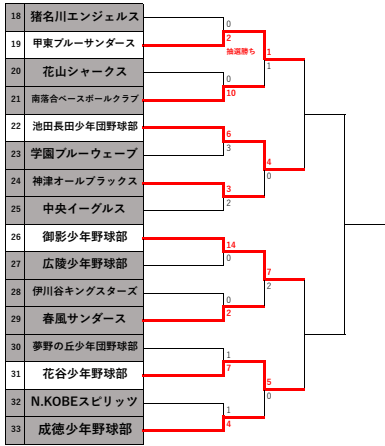 18 猪名川エンジェルス
0
19 甲東ブルーサンダース
2
抽選勝ち
1
20 花山シャークス
0
1
21 南落合ベースボールクラブ
10
22 池田長田少年団野球部
6
23 学園ブルーウェーブ
3
4
24 神津オールブラックス
3
0
25 中央イーグルス
2
26 御影少年野球部
14
27 広陵少年野球部
0
7
28 伊川谷キングスターズ
0
2
29 春風サンダース
2
30 夢野の丘少年団野球部
1
31 花谷少年野球部
7
5
32 N.KOBEスピリッツ
1
0
33 成徳少年野球部
4